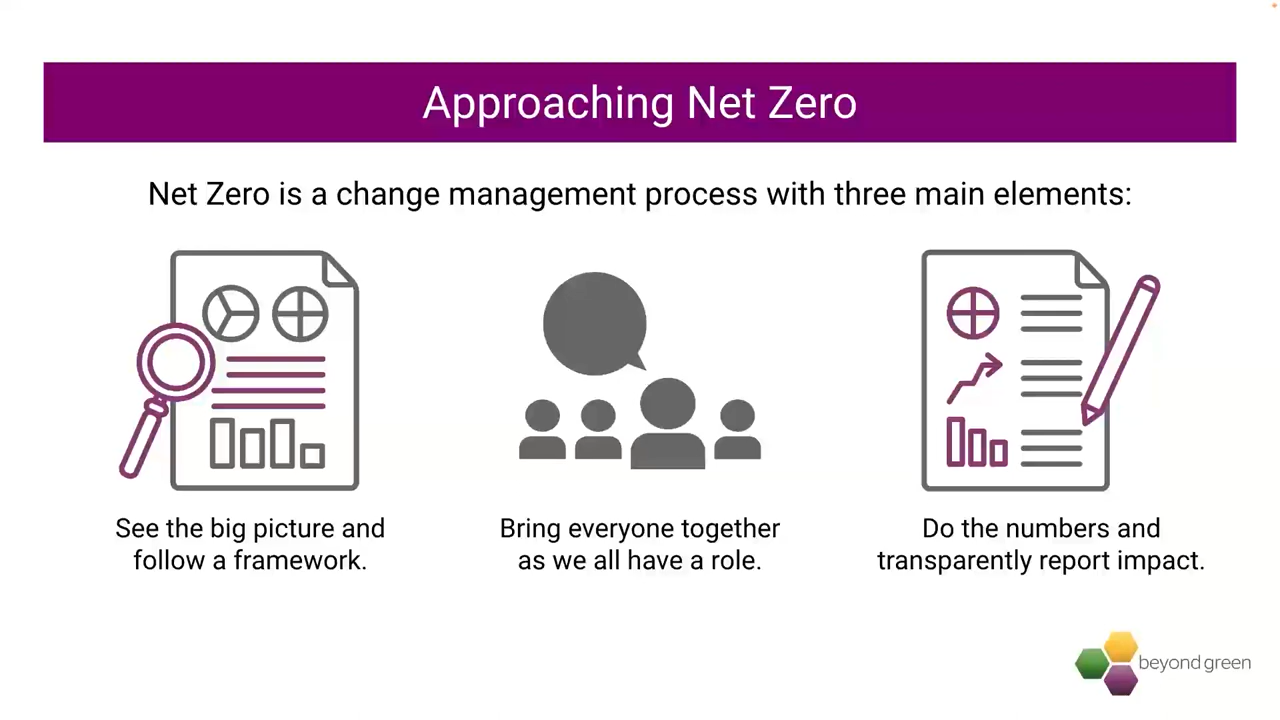 Approaching Net Zero
Net Zero is a change management process with three main elements:
See the big picture and
follow a framework.
Bring everyone together
as we all have a role.
Do the numbers and
transparently report impact.
beyond green